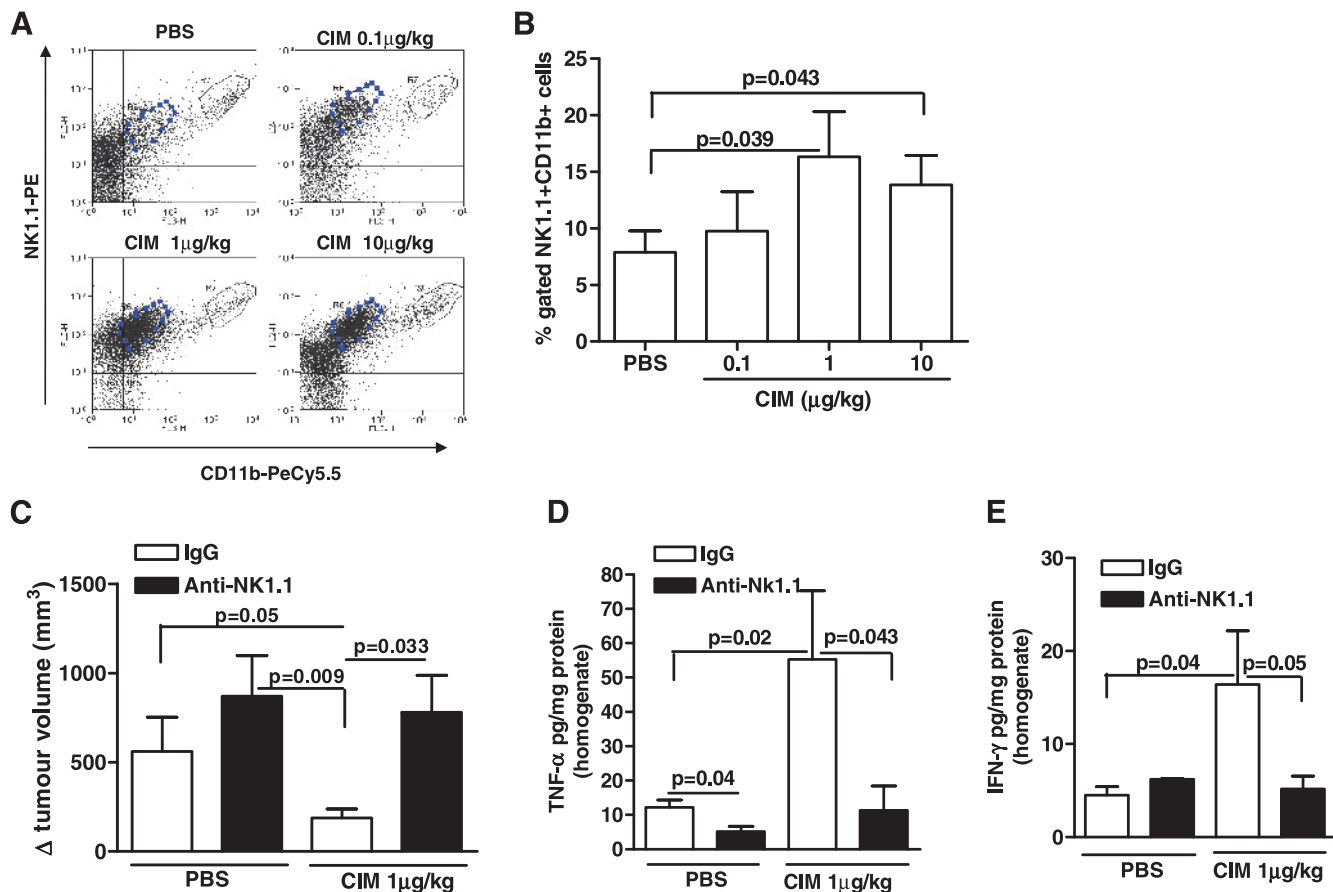 A
PBS
CIM 0.1μg/kg
CIM 1μg/kg
CIM 10μg/kg
NK1.1-PE
CD11b-PeCy5.5
B
% gated NK1.1+CD11b+ cells
25
20
15
10
5
0
p=0.043
p=0.039
PBS
0.1
1
10
CIM (μg/kg)
C
IgG
Anti-NK1.1
Δ tumour volume (mm³)
1500
1000
500
0
p=0.05
p=0.033
p=0.009
PBS
CIM 1μg/kg
D
IgG
Anti-Nk1.1
TNF-α pg/mg protein
(homogenate)
80
70
60
50
40
30
20
10
0
p=0.02
p=0.043
p=0.04
PBS
CIM 1μg/kg
E
IgG
Anti-NK1.1
IFN-γ pg/mg protein
(homogenate)
30
20
10
0
p=0.04
p=0.05
PBS
CIM 1μg/kg